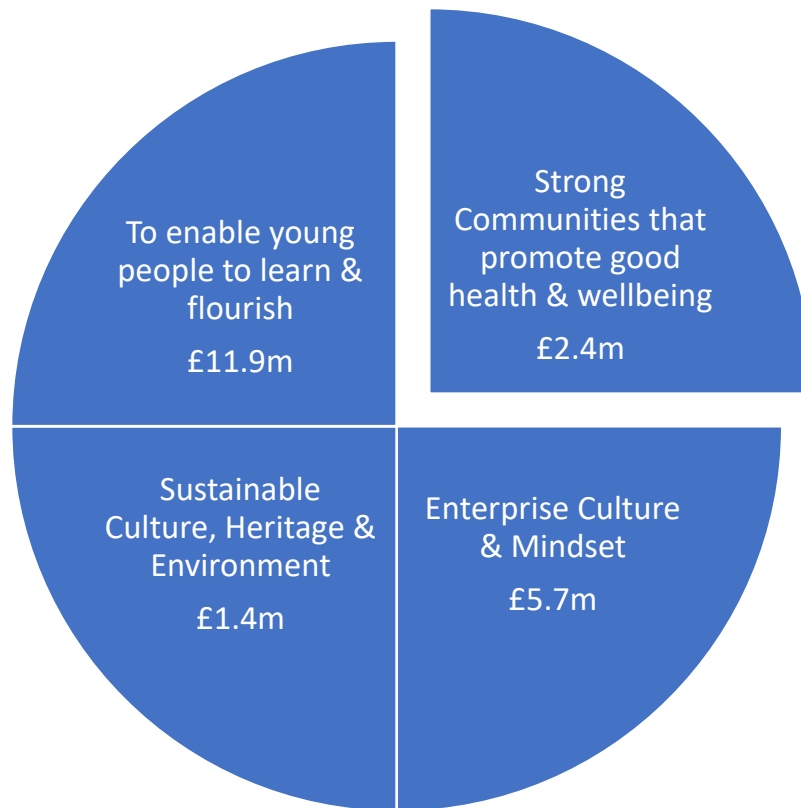 To enable young
people to learn &
flourish
£11.9m
Strong
Communities that
promote good
health & wellbeing
£2.4m
Sustainable
Culture, Heritage &
Environment
£1.4m
Enterprise Culture
& Mindset
£5.7m